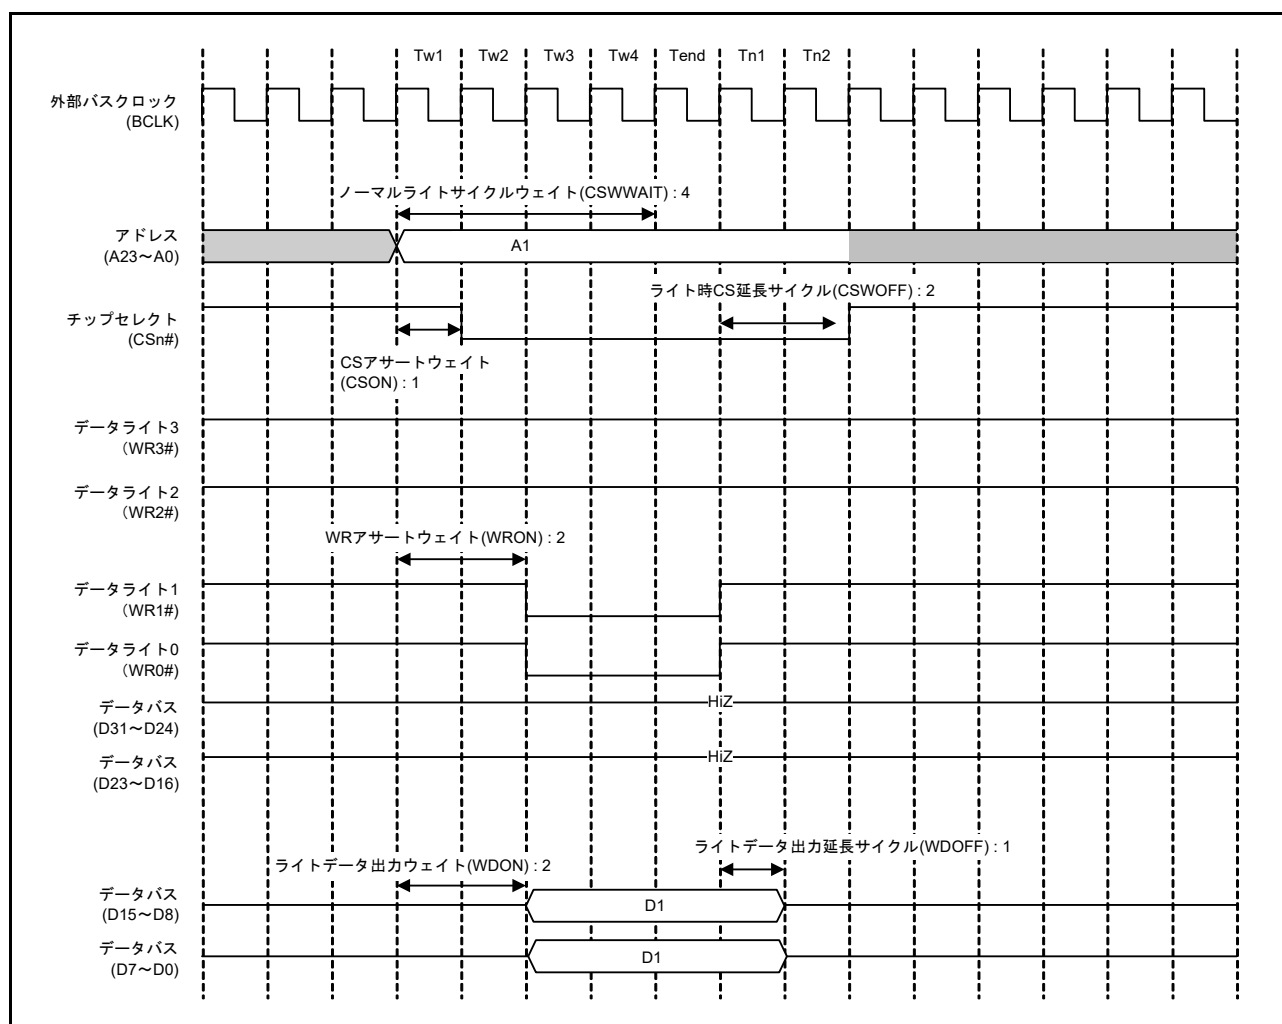 Tw1 Tw2 Tw3 Tw4 Tend Tn1 Tn2
外部バスクロック
(BCLK)
ノーマルライトサイクルウェイト(CSWWAIT) : 4
アドレス
(A23～A0)
A1
ライト時CS延長サイクル(CSWOFF) : 2
チップセレクト
(CSn#)
CSアサートウェイト
(CSON) : 1
データライト3
（WR3#)
データライト2
（WR2#)
WRアサートウェイト(WRON) : 2
データライト1
（WR1#)
データライト0
（WR0#)
データバス
(D31～D24)
HiZ
データバス
(D23～D16)
HiZ
ライトデータ出力延長サイクル(WDOFF) : 1
ライトデータ出力ウェイト(WDON) : 2
データバス
(D15～D8)
D1
データバス
(D7～D0)
D1